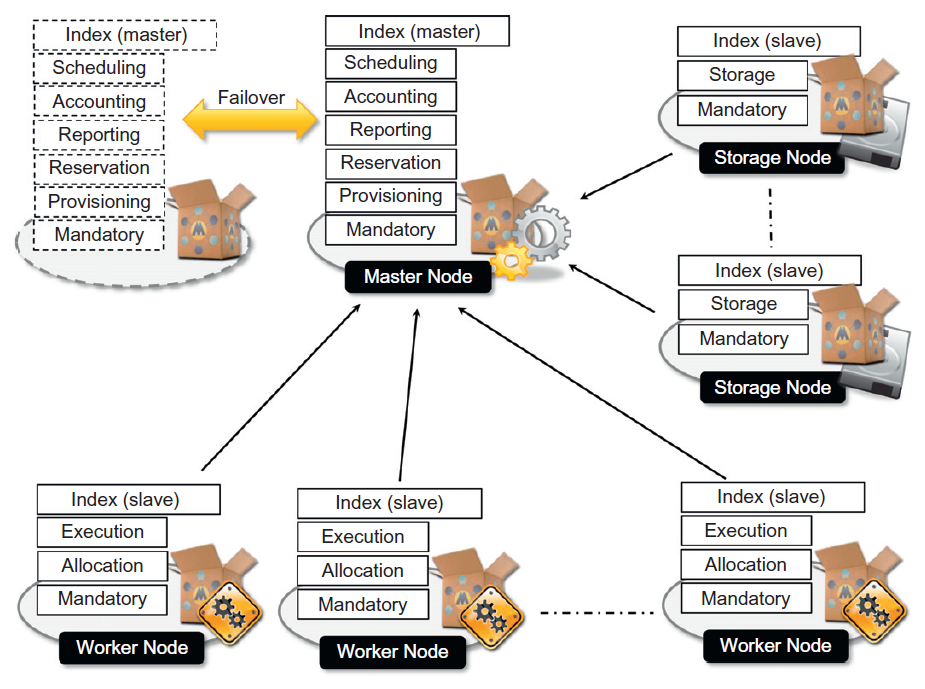 Index (master)
Scheduling
Accounting
Reporting
Reservation
Provisioning
Mandatory
Failover
Index (master)
Scheduling
Accounting
Reporting
Reservation
Provisioning
Mandatory
Master Node
Index (slave)
Storage
Mandatory
Storage Node
Index (slave)
Storage
Mandatory
Storage Node
Index (slave)
Execution
Allocation
Mandatory
Worker Node
Index (slave)
Execution
Allocation
Mandatory
Worker Node
Index (slave)
Execution
Allocation
Mandatory
Worker Node